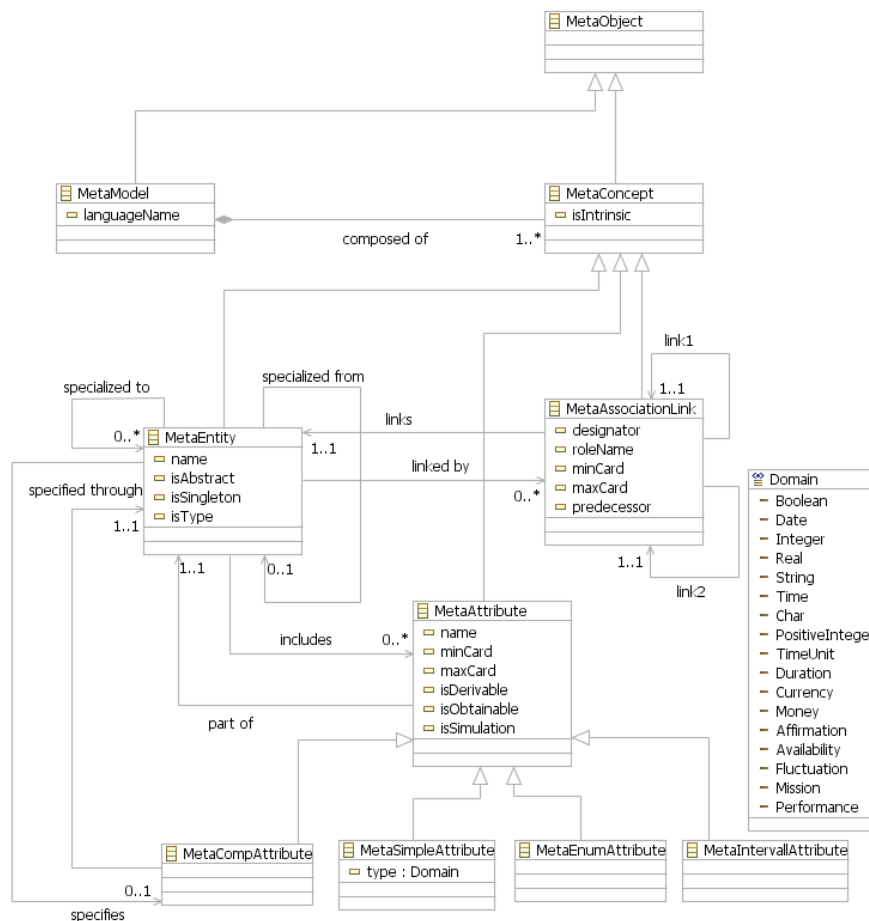 MetaObject
MetaModel
languageName
MetaConcept
isIntrinsic
composed of
1..*
link1
specialized to
specialized from
1..1
MetaAssociationLink
designator
roleName
minCard
maxCard
predecessor
links
0..*
MetaEntity
name
isAbstract
isSingleton
isType
1..1
linked by
0..*
specified through
1..1
Domain
Boolean
Date
Integer
Real
String
Time
Char
PositiveIntege
TimeUnit
Duration
Currency
Money
Affirmation
Availability
Fluctuation
Mission
Performance
1..1
0..1
1..1
link2
MetaAttribute
name
minCard
maxCard
isDerivable
isObtainable
isSimulation
includes
0..*
part of
MetaCompAttribute
MetaSimpleAttribute
type : Domain
MetaEnumAttribute
MetaIntervallAttribute
0..1
specifies